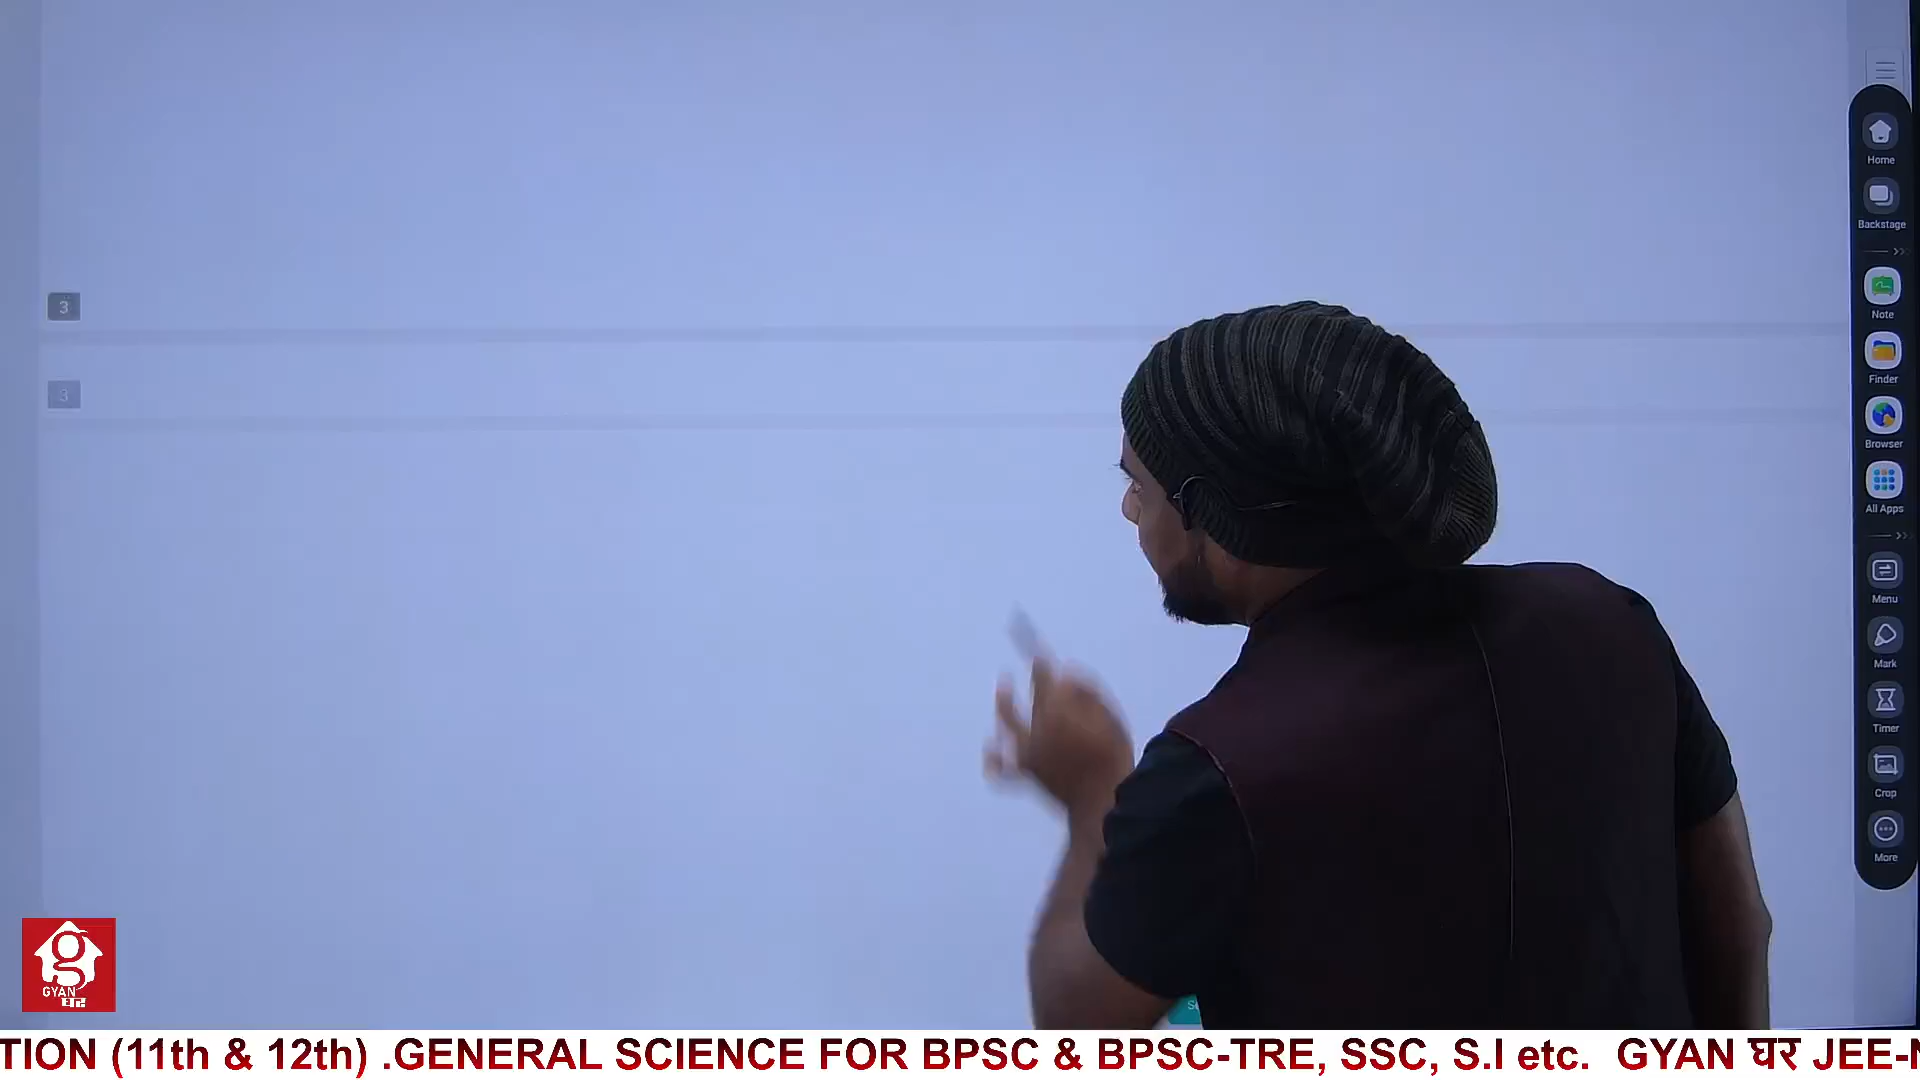 Home
Backstage
3
Note
3
Finder
Browser
All Apps
Menu
Mark
Timer
Crop
More
g
GYAN
घर
TION (11th & 12th) .GENERAL SCIENCE FOR BPSC & BPSC-TRE, SSC, S.I etc. GYAN घर JEE-N